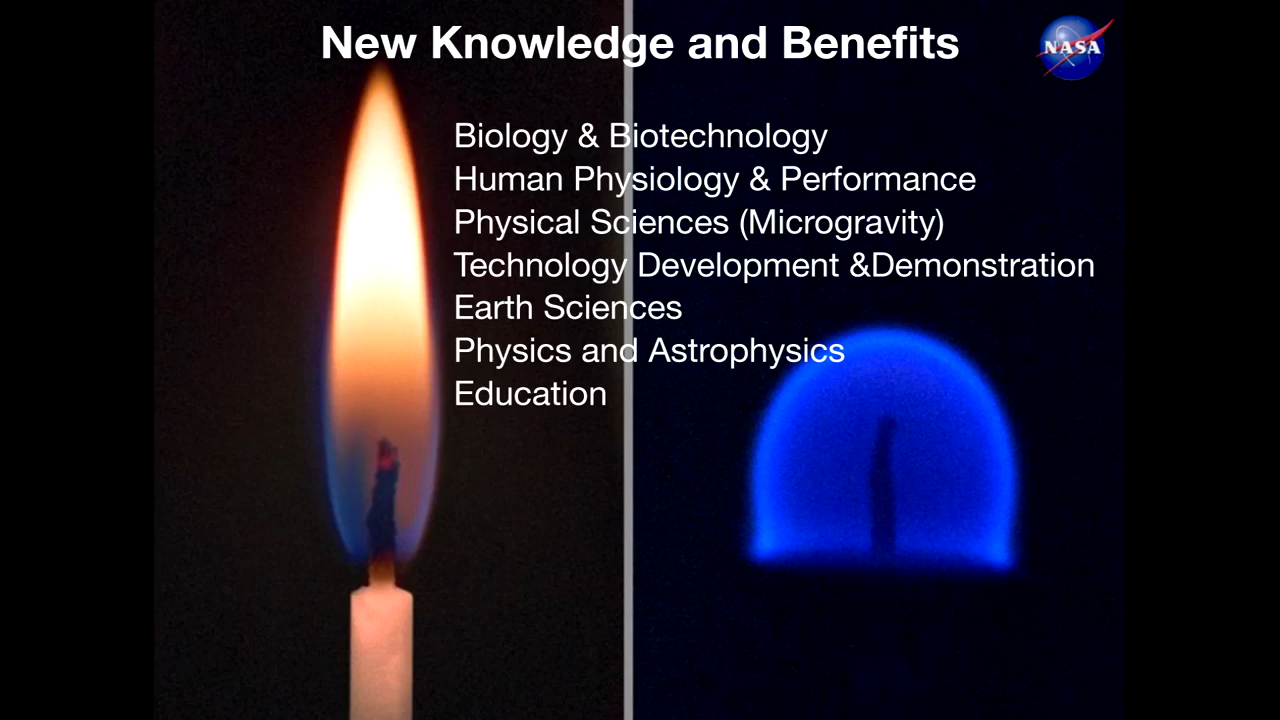 New Knowledge and Benefits
NASA
Biology & Biotechnology
Human Physiology & Performance
Physical Sciences (Microgravity)
Technology Development &Demonstration
Earth Sciences
Physics and Astrophysics
Education